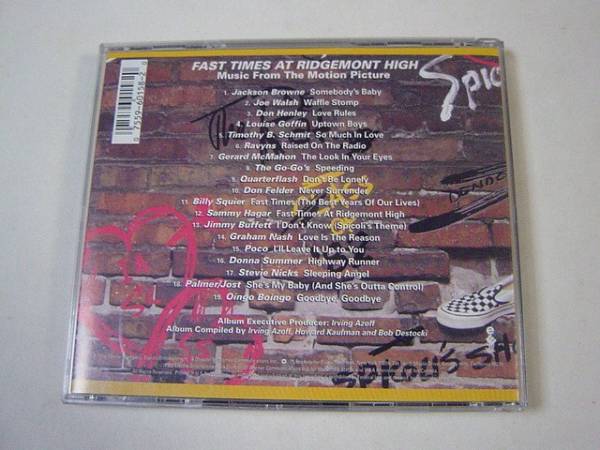 FAST TIMES AT RIDGEMONT HIGH
Music From The Motion Picture
1. Jackson Browne Somebody's Baby
2. Joe Walsh Waffle Stomp
3. Don Henley Love Rules
4. Louise Goffin Uptown Boys
5. Timothy B. Schmit So Much In Love
6. Ravyns Raised On The Radio
7. Gerard McMahon The Look In Your Eyes
8. The Go-Go's Speeding
9. Quarterflash Don't Be Lonely
10. Don Felder Never Surrender
11. Billy Squier Fast Times (The Best Years Of Our Lives)
12. Sammy Hagar Fast Times At Ridgemont High
13. Jimmy Buffett I Don't Know (Spicoli's Theme)
14. Graham Nash Love Is The Reason
15. Poco I'll Leave It Up to You
16. Donna Summer Highway Runner
17. Stevie Nicks Sleeping Angel
18. Palmer/Jost She's My Baby (And She's Outta Control)
19. Oingo Boingo Goodbye, Goodbye
Album Executive Producer: Irving Azoff
Album Compiled by Irving Azoff, Howard Kaufman and Bob Destocki
0 7559-60158-2